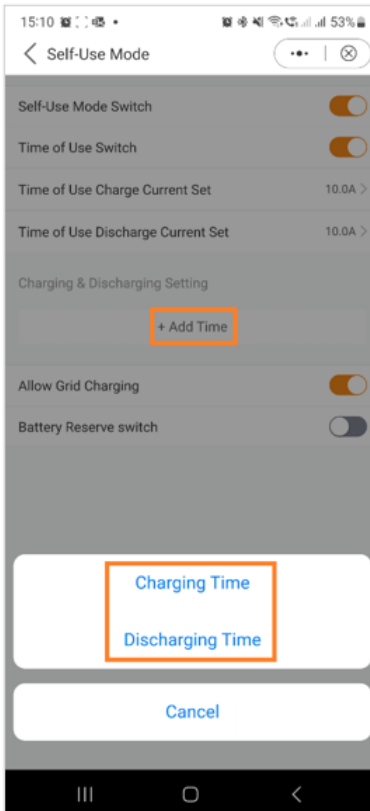 15:10 53%
Self-Use Mode
Self-Use Mode Switch
Time of Use Switch
Time of Use Charge Current Set 10.0A >
Time of Use Discharge Current Set 10.0A >
Charging & Discharging Setting
+ Add Time
Allow Grid Charging
Battery Reserve switch
Charging Time
Discharging Time
Cancel